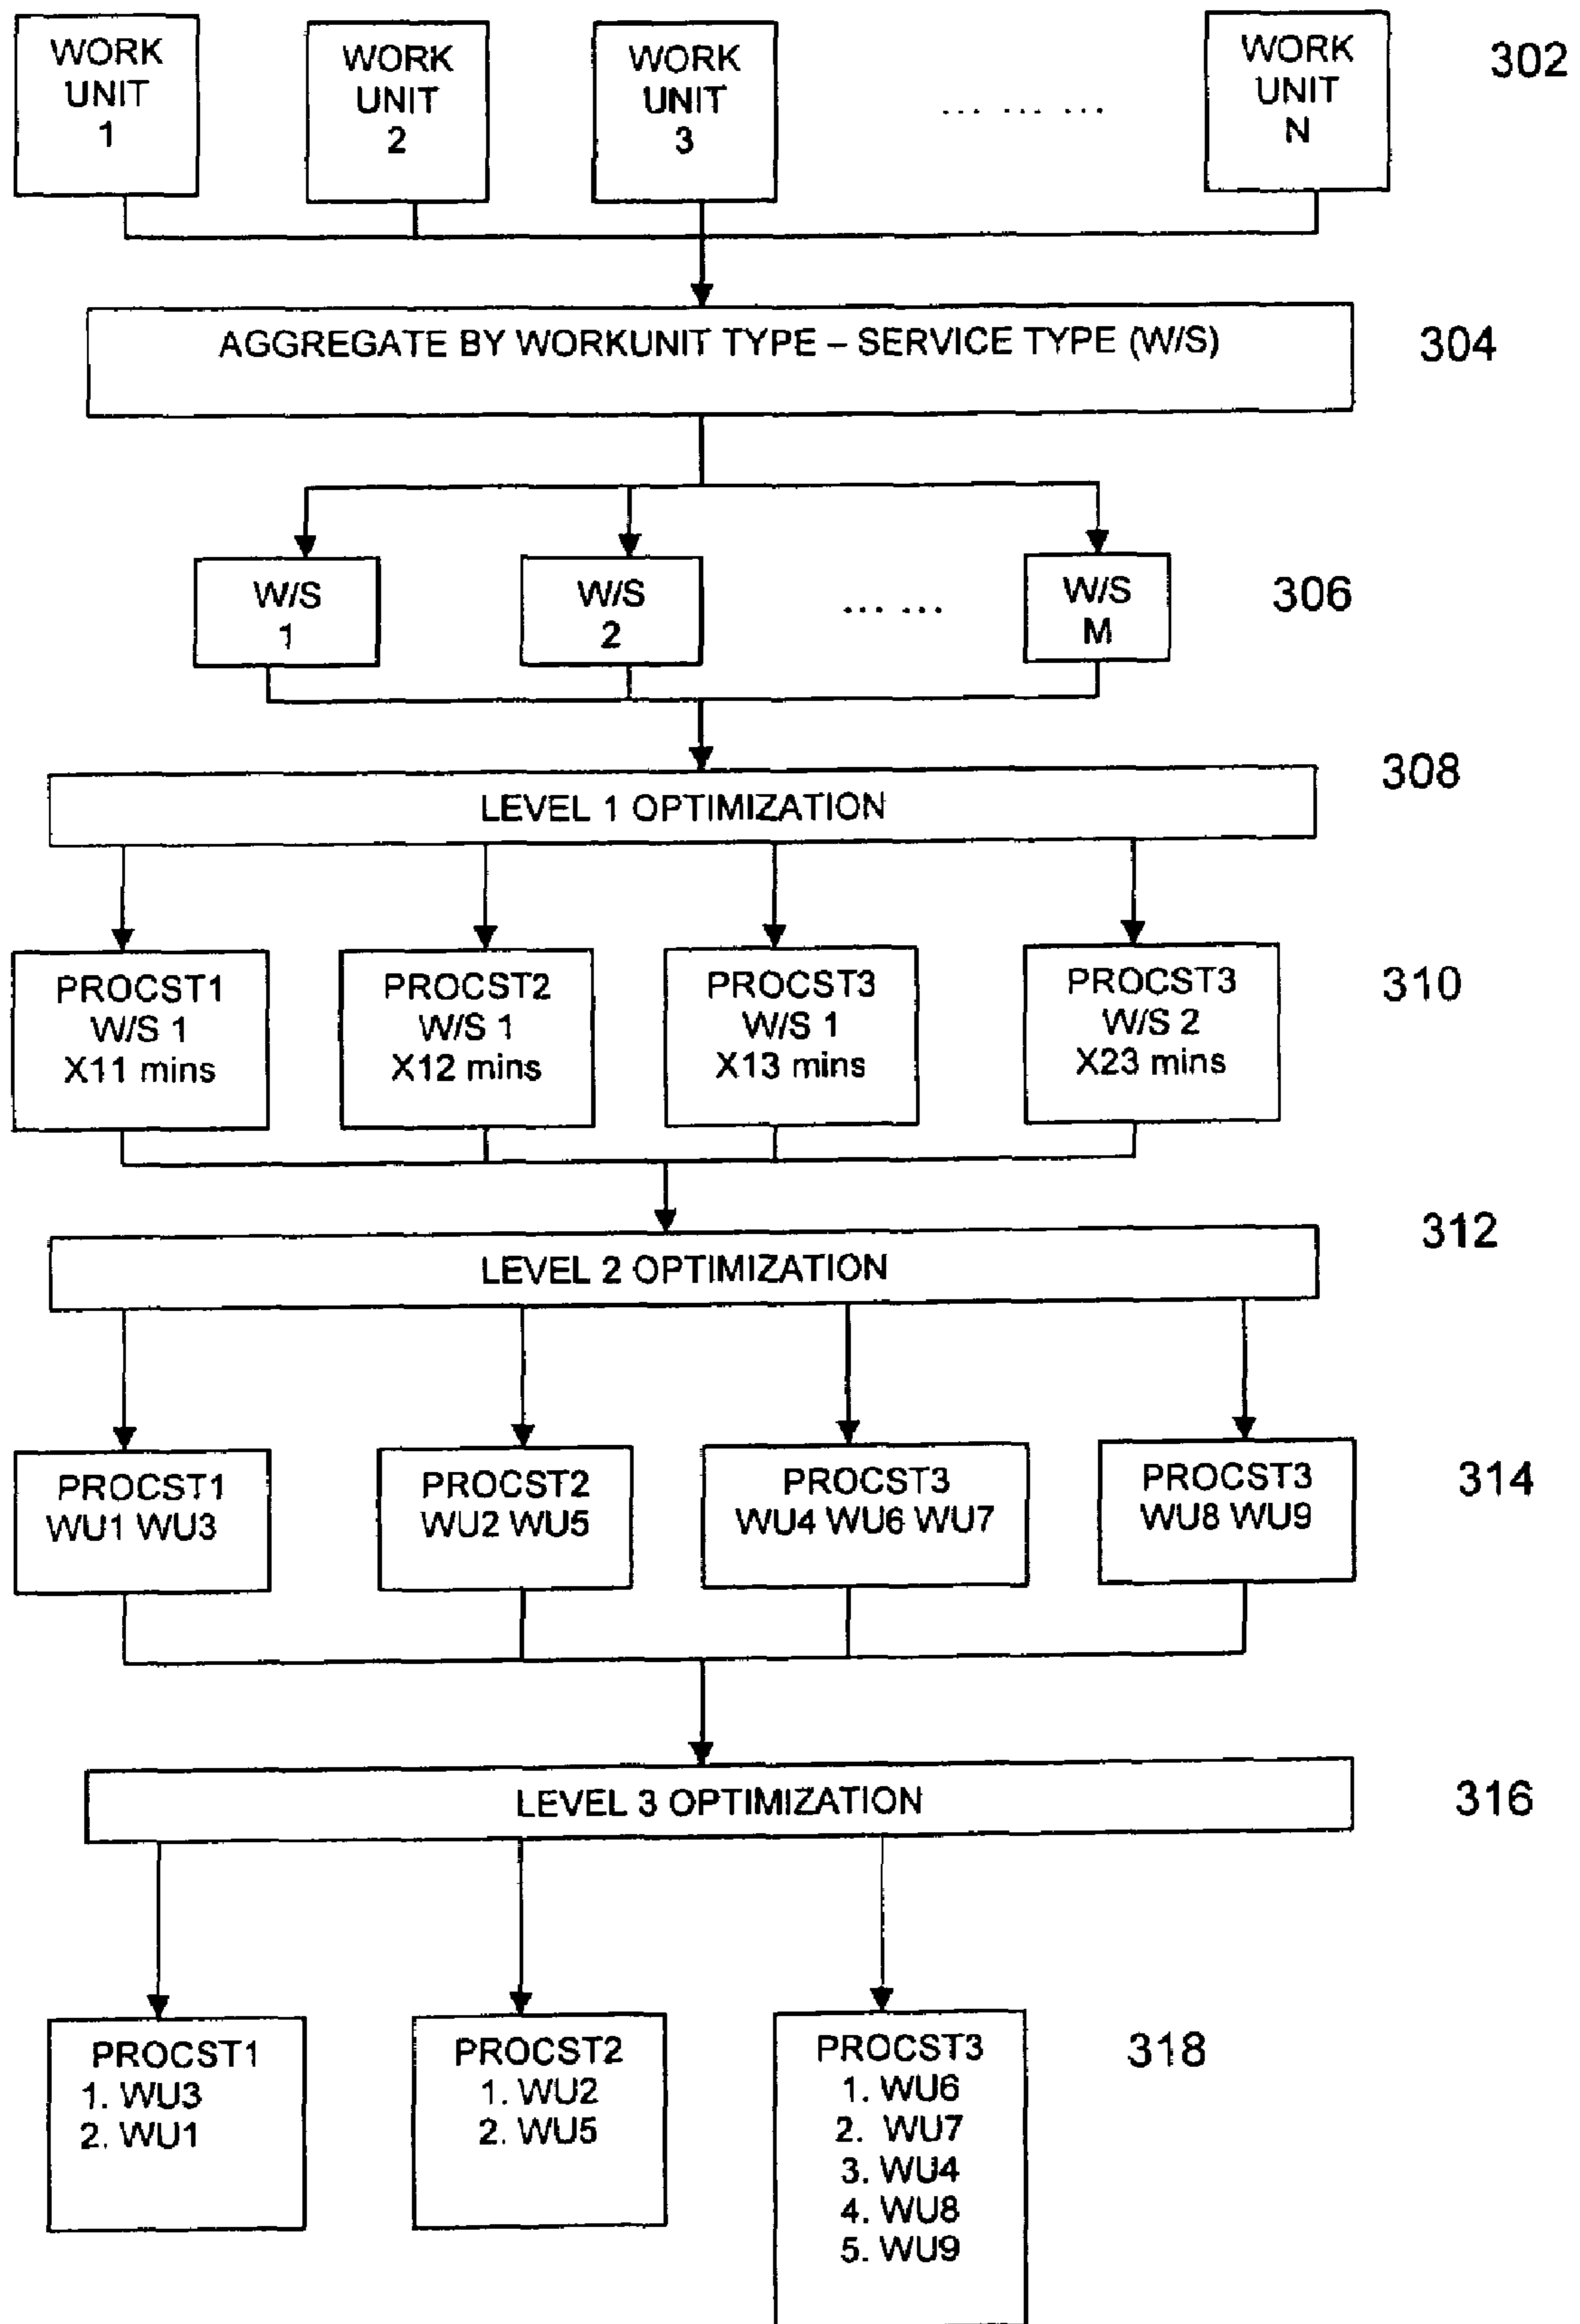 WORK
UNIT
1
WORK
UNIT
2
WORK
UNIT
3
... ... ...
WORK
UNIT
N
302
AGGREGATE BY WORKUNIT TYPE – SERVICE TYPE (W/S)
304
W/S
1
W/S
2
... ...
W/S
M
306
308
LEVEL 1 OPTIMIZATION
PROCST1
W/S 1
X11 mins
PROCST2
W/S 1
X12 mins
PROCST3
W/S 1
X13 mins
PROCST3
W/S 2
X23 mins
310
312
LEVEL 2 OPTIMIZATION
PROCST1
WU1 WU3
PROCST2
WU2 WU5
PROCST3
WU4 WU6 WU7
PROCST3
WU8 WU9
314
LEVEL 3 OPTIMIZATION
316
PROCST1
1. WU3
2. WU1
PROCST2
1. WU2
2. WU5
PROCST3
1. WU6
2. WU7
3. WU4
4. WU8
5. WU9
318